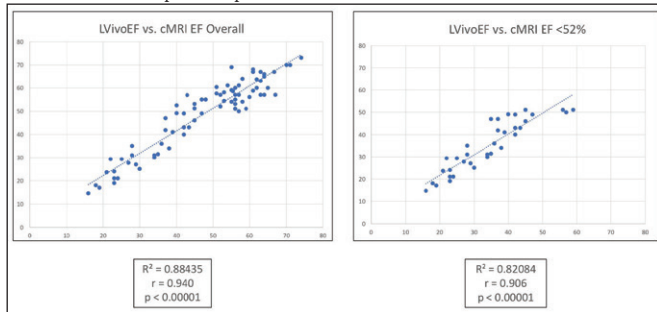 LVivoEF vs. cMRI EF Overall
80
70
60
50
40
30
20
10
0
0 10 20 30 40 50 60 70 80
R² = 0.88435
r = 0.940
p < 0.00001
LVivoEF vs. cMRI EF <52%
80
70
60
50
40
30
20
10
0
0 10 20 30 40 50 60 70 80
R² = 0.82084
r = 0.906
p < 0.00001